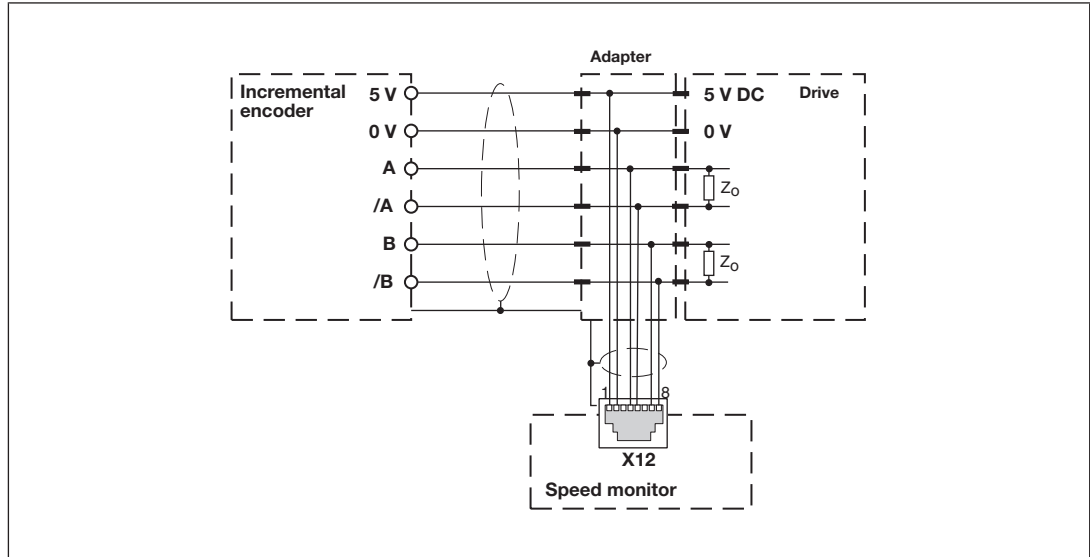 Adapter
Incremental
encoder
5 V
0 V
A
/A
B
/B
5 V DC
Drive
0 V
Z0
Z0
1
8
X12
Speed monitor